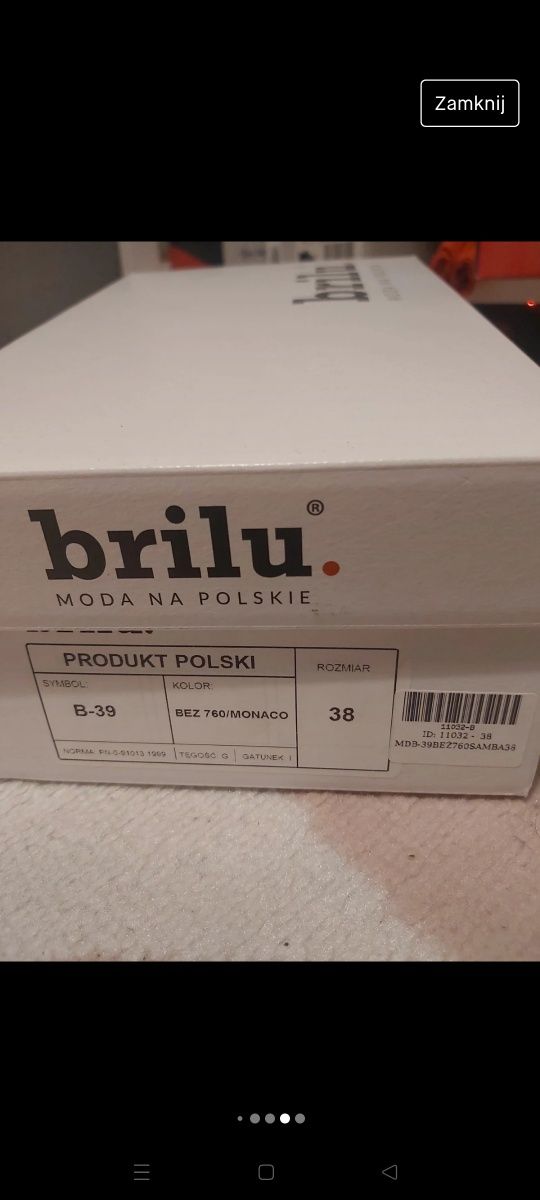 Zamknij
brilu
brilu.®
MODA NA POLSKIE
PRODUKT POLSKI
ROZMIAR
SYMBOL:
KOLOR:
B-39
BEZ 760/MONACO
38
NORMA: PN-O-91013:1969
TĘGOŚĆ: G
GATUNEK: I
11032-B
ID: 11032 - 38
MDB-39BEZ760SAMBA38